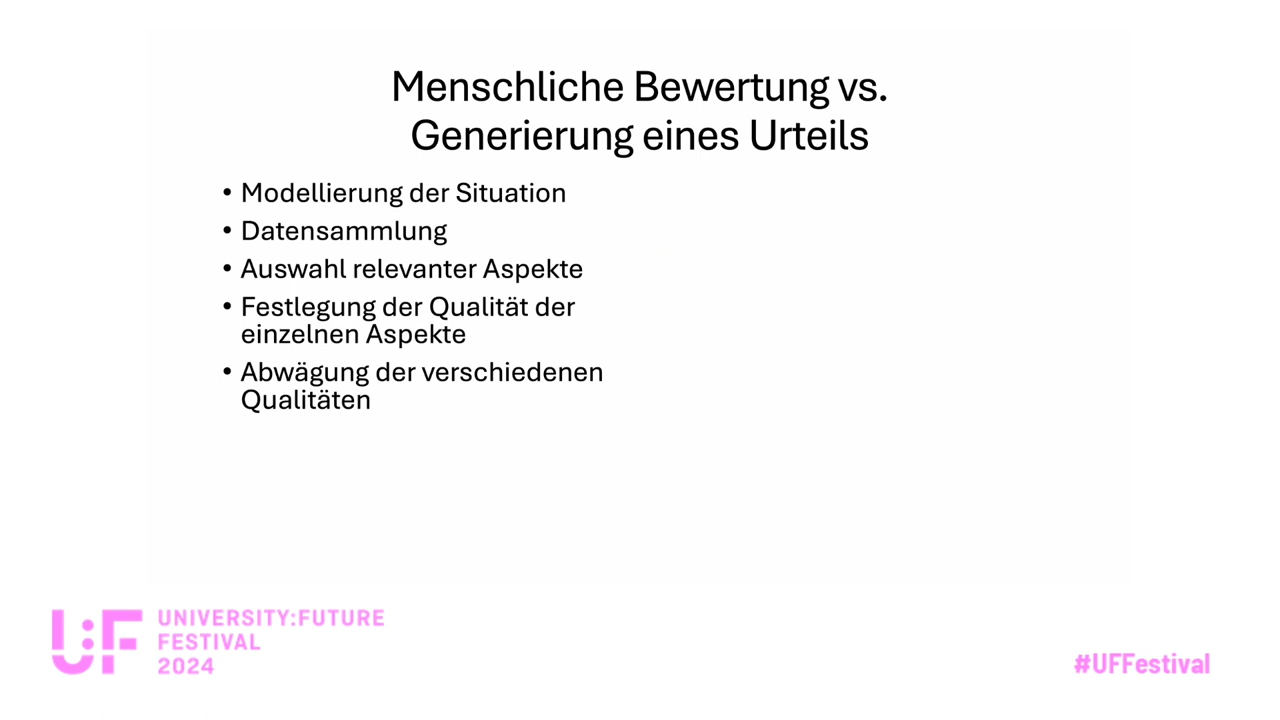 Menschliche Bewertung vs.
Generierung eines Urteils
• Modellierung der Situation
• Datensammlung
• Auswahl relevanter Aspekte
• Festlegung der Qualität der
einzelnen Aspekte
• Abwägung der verschiedenen
Qualitäten
U:F
UNIVERSITY:FUTURE
FESTIVAL
2024
#UFFestival